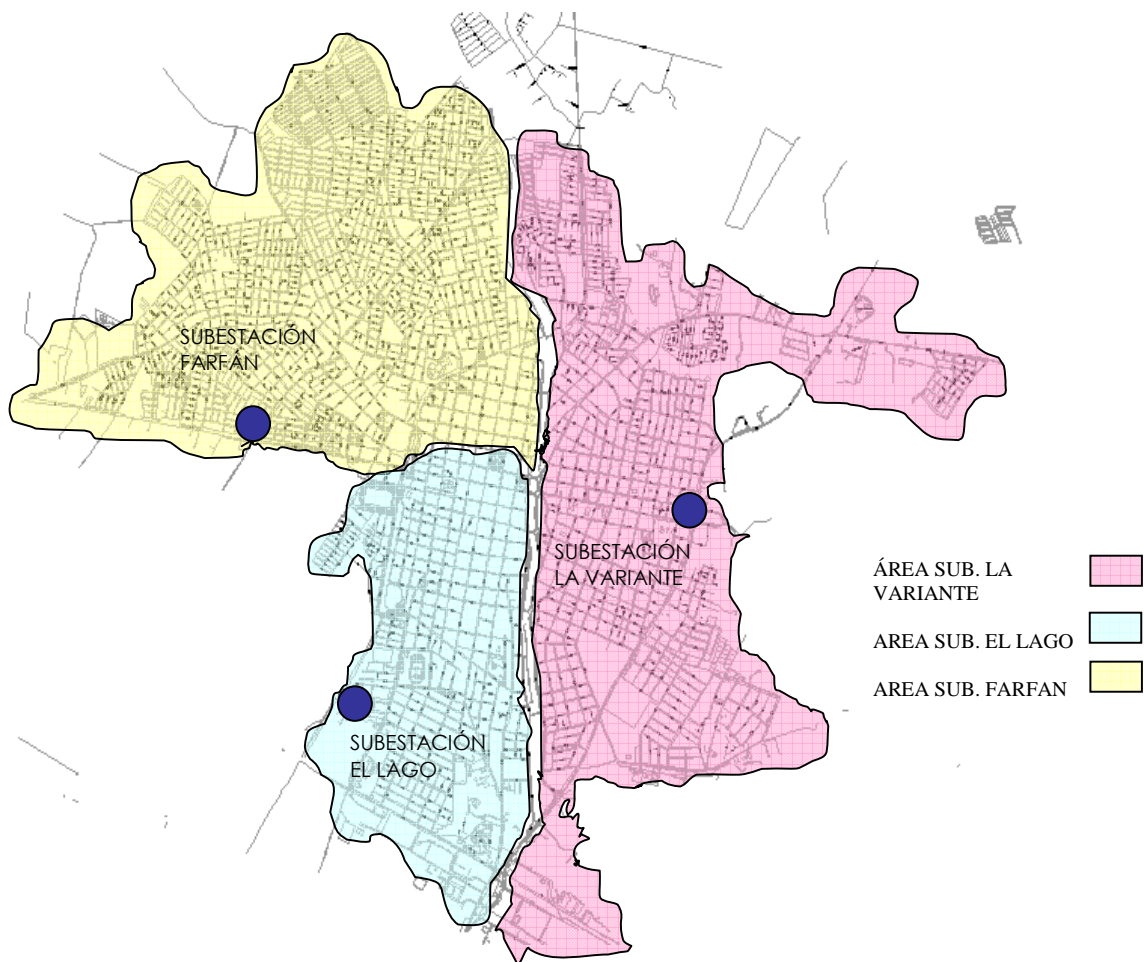 SUBESTACIÓN
FARFÁN
SUBESTACIÓN
LA VARIANTE
ÁREA SUB. LA
VARIANTE
AREA SUB. EL LAGO
AREA SUB. FARFAN
SUBESTACIÓN
EL LAGO